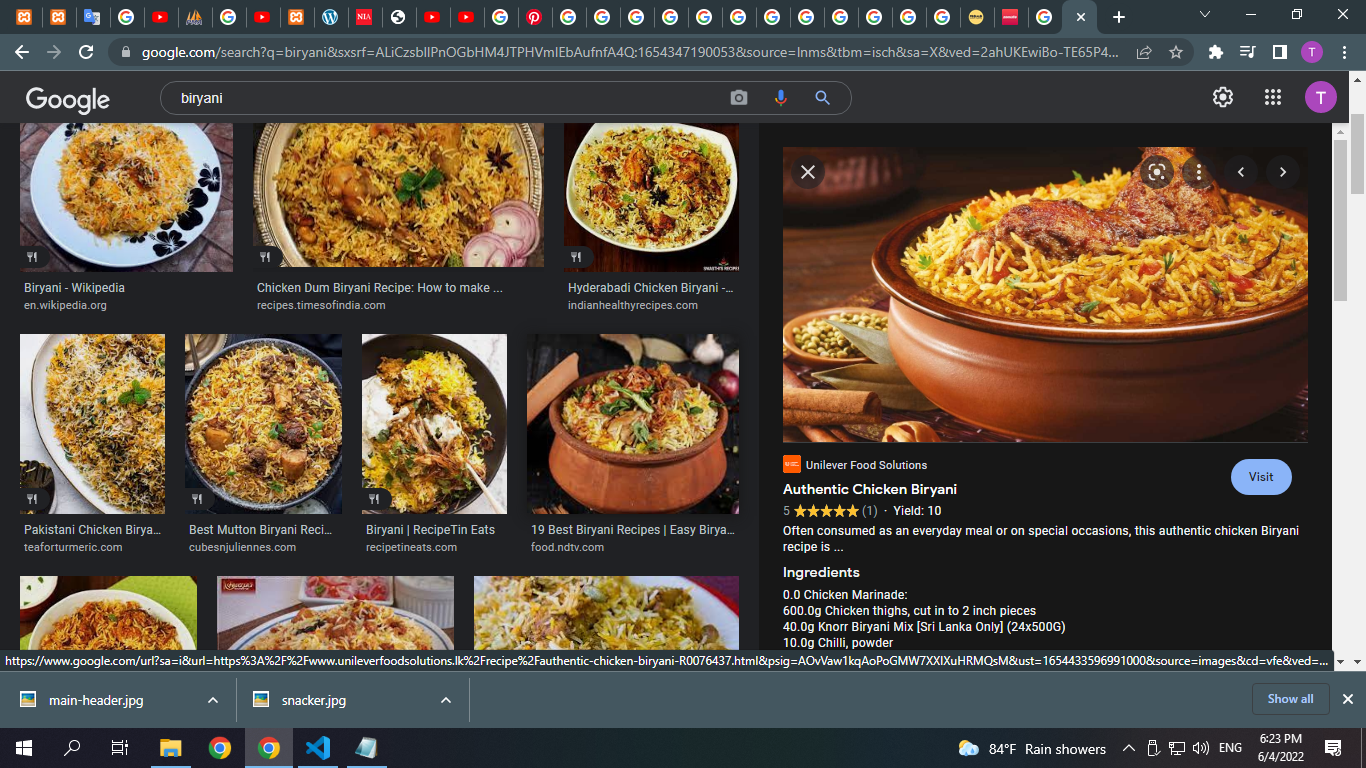 google.com/search?q=biryani&sxsrf=ALiCzsbllPnOGbHM4JTPHVmIEbAufnfA4Q:1654347190053&source=lnms&tbm=isch&sa=X&ved=2ahUKEwiBo-TE65P4...
T
Google
biryani
T
Biryani - Wikipedia
en.wikipedia.org
Chicken Dum Biryani Recipe: How to make ...
recipes.timesofindia.com
SWASTHI'S RECIPES
Hyderabadi Chicken Biryani -...
indianhealthyrecipes.com
Pakistani Chicken Birya...
teaforturmeric.com
Best Mutton Biryani Reci...
cubesnjuliennes.com
Biryani | RecipeTin Eats
recipetineats.com
19 Best Biryani Recipes | Easy Birya...
food.ndtv.com
Unilever Food Solutions
Visit
Authentic Chicken Biryani
5 ★★★★★ (1) · Yield: 10
Often consumed as an everyday meal or on special occasions, this authentic chicken Biryani
recipe is ...
Ingredients
0.0 Chicken Marinade:
600.0g Chicken thighs, cut in to 2 inch pieces
40.0g Knorr Biryani Mix [Sri Lanka Only] (24x500G)
10.0g Chilli, powder
https://www.google.com/url?sa=i&url=https%3A%2F%2Fwww.unileverfoodsolutions.lk%2Frecipe%2Fauthentic-chicken-biryani-R0076437.html&psig=AOvVaw1kqAoPoGMW7XXlXuHRMQsM&ust=1654433596991000&source=images&cd=vfe&ved=...
main-header.jpg
snacker.jpg
Show all
84°F Rain showers
ENG
6:23 PM
6/4/2022